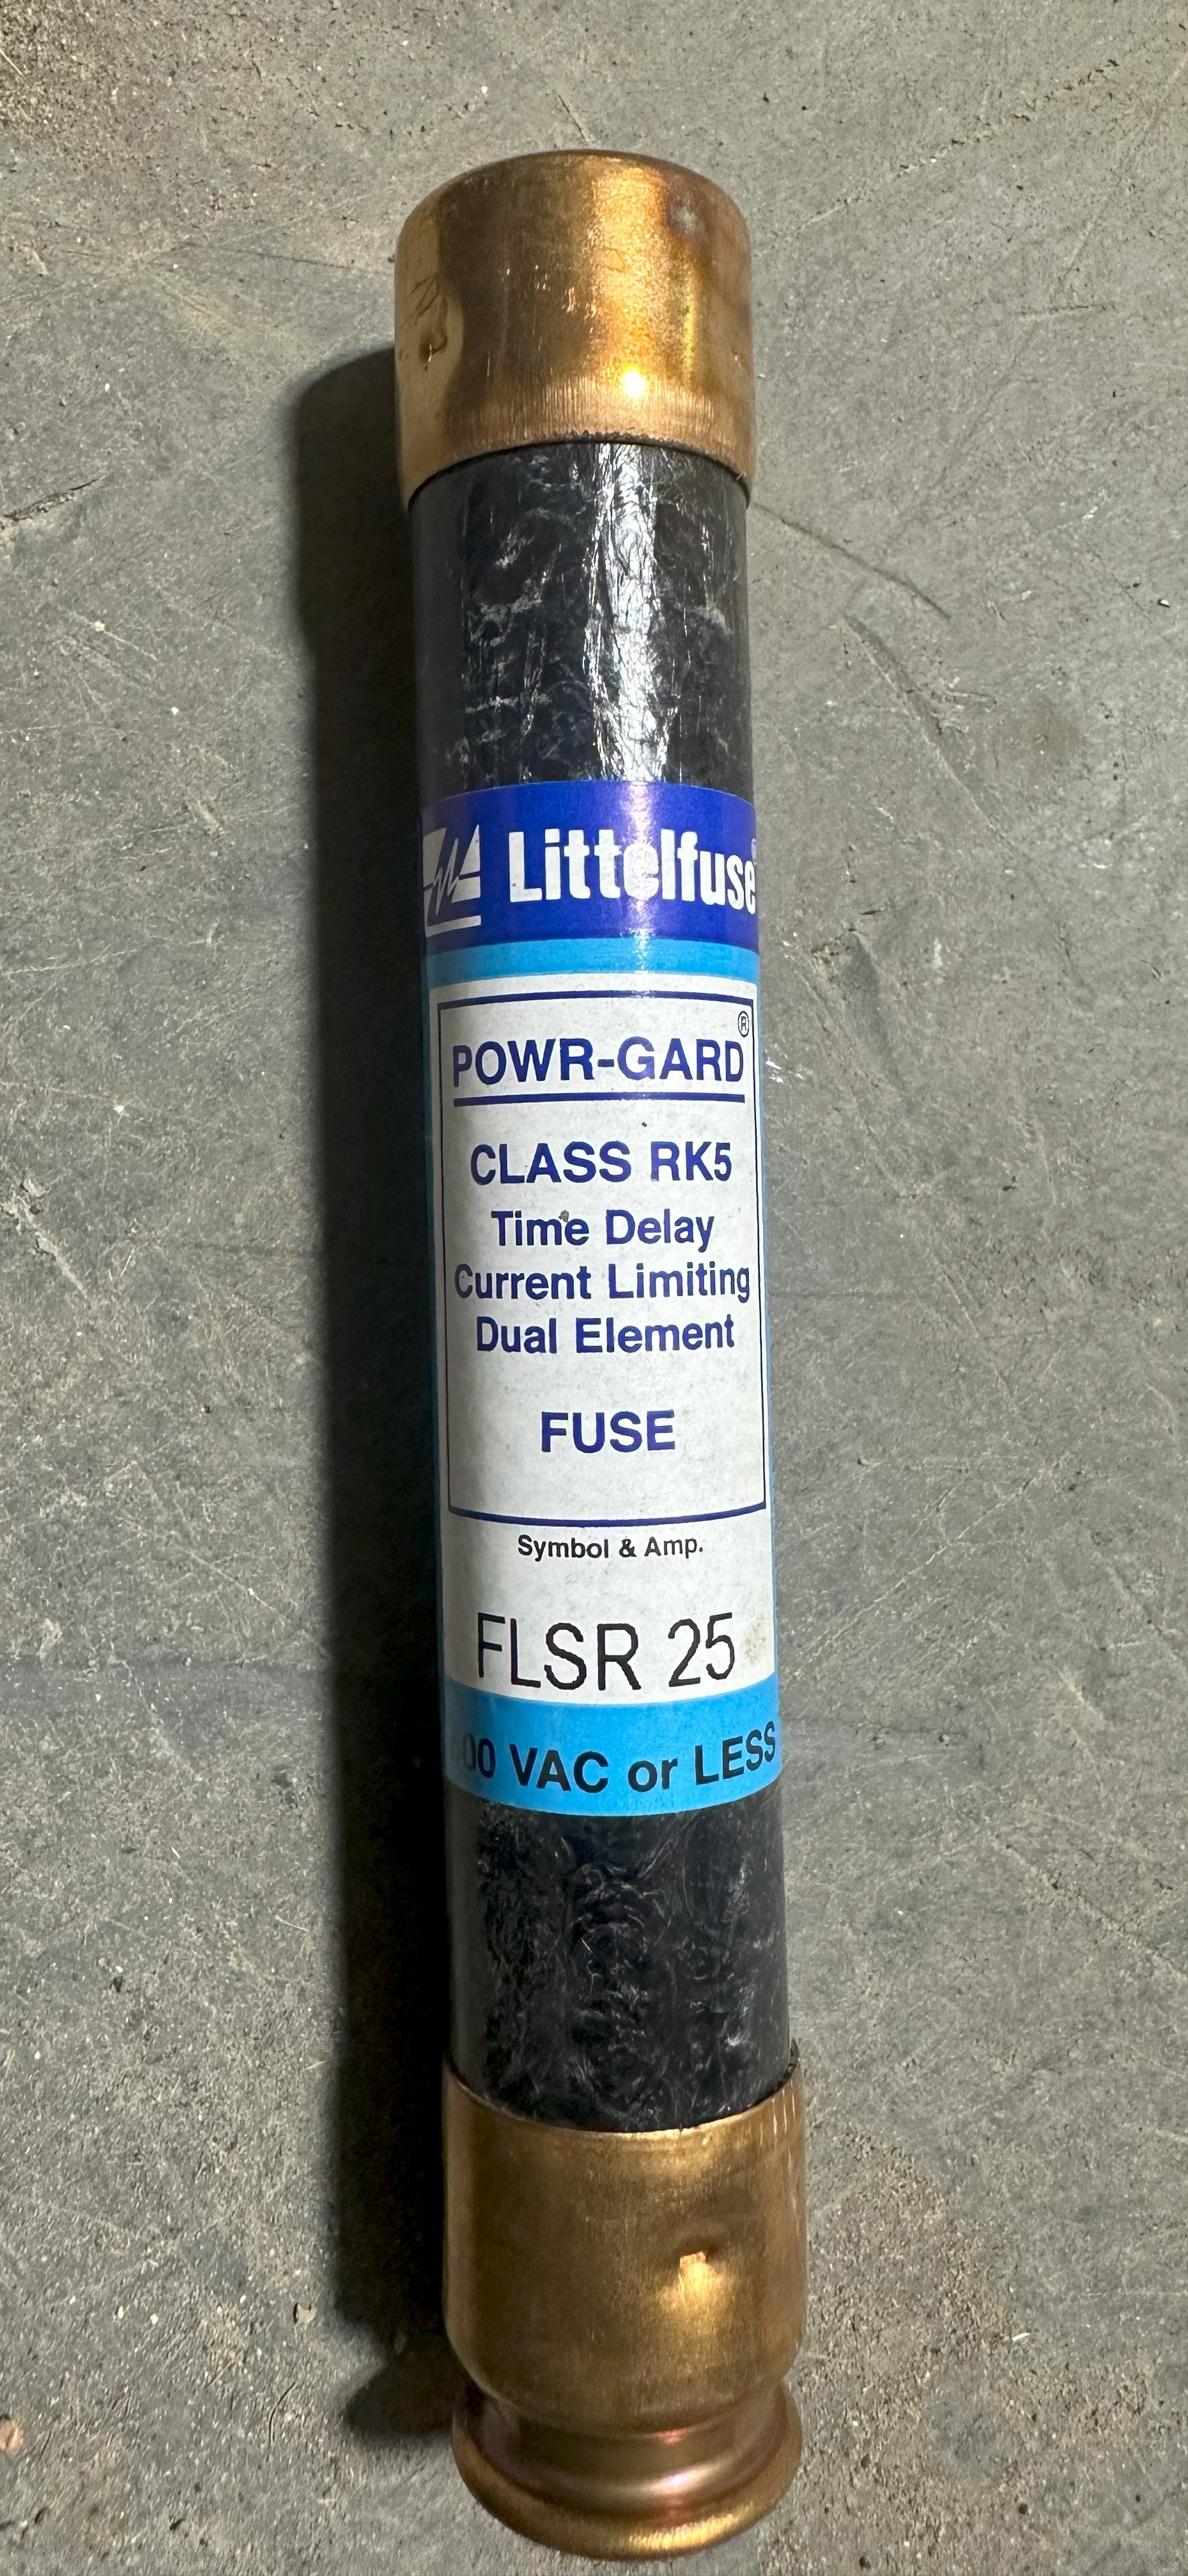 Littelfuse®
POWR-GARD®
CLASS RK5
Time Delay
Current Limiting
Dual Element
FUSE
Symbol & Amp.
FLSR 25
00 VAC or LESS